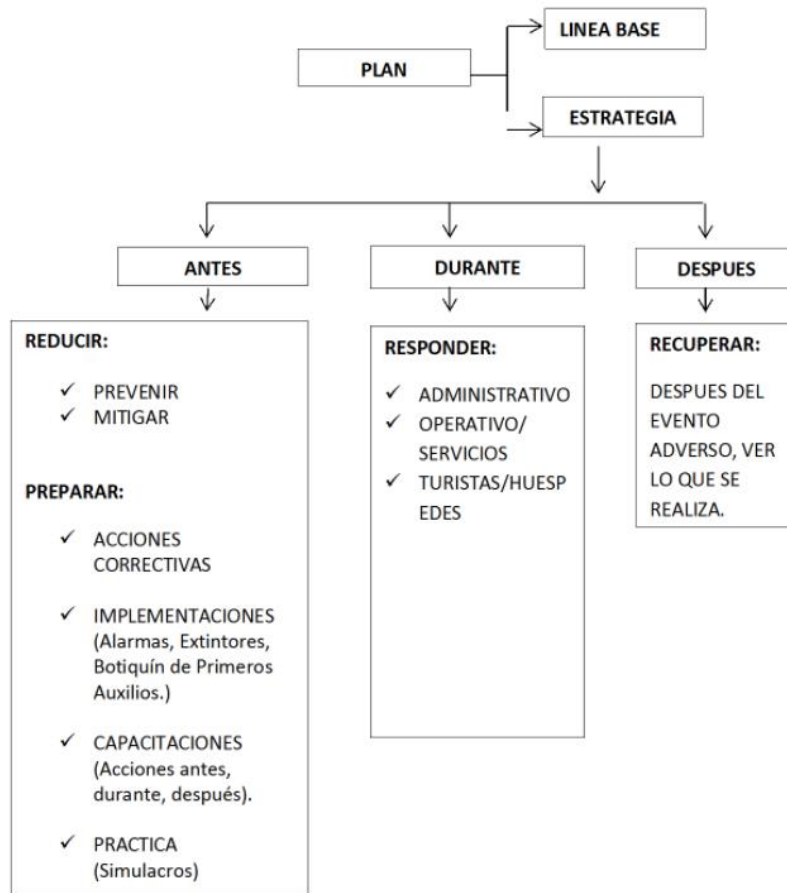 LINEA BASE
PLAN
ESTRATEGIA
ANTES
DURANTE
DESPUES
REDUCIR:
✓ PREVENIR
✓ MITIGAR
PREPARAR:
✓ ACCIONES
CORRECTIVAS
✓ IMPLEMENTACIONES
(Alarmas, Extintores,
Botiquín de Primeros
Auxilios.)
✓ CAPACITACIONES
(Acciones antes,
durante, después).
✓ PRACTICA
(Simulacros)
RESPONDER:
✓ ADMINISTRATIVO
✓ OPERATIVO/
SERVICIOS
✓ TURISTAS/HUESP
EDES
RECUPERAR:
DESPUES DEL
EVENTO
ADVERSO, VER
LO QUE SE
REALIZA.